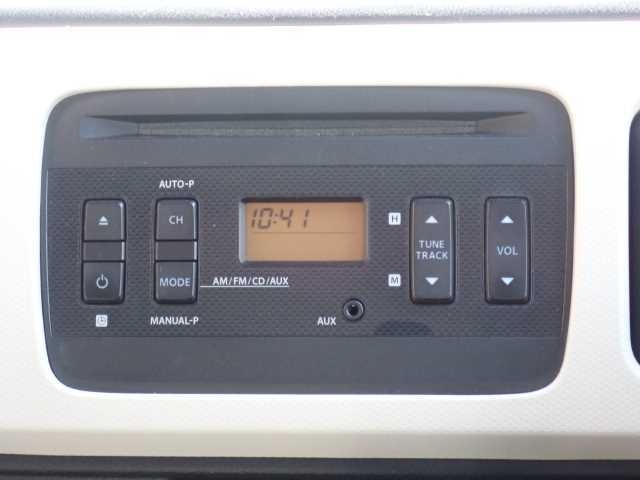 AUTO-P
CH
10:41
H
TUNE
TRACK
VOL
MODE
AM/FM/CD/AUX
M
MANUAL-P
AUX